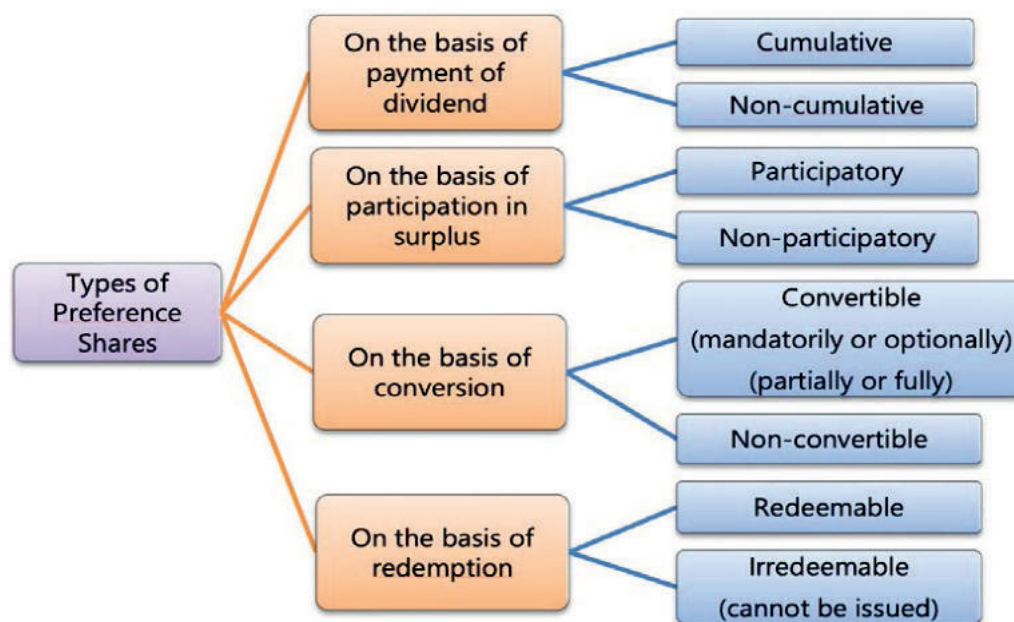 Types of
Preference
Shares
On the basis of
payment of
dividend
Cumulative
Non-cumulative
On the basis of
participation in
surplus
Participatory
Non-participatory
On the basis of
conversion
Convertible
(mandatorily or optionally)
(partially or fully)
Non-convertible
On the basis of
redemption
Redeemable
Irredeemable
(cannot be issued)